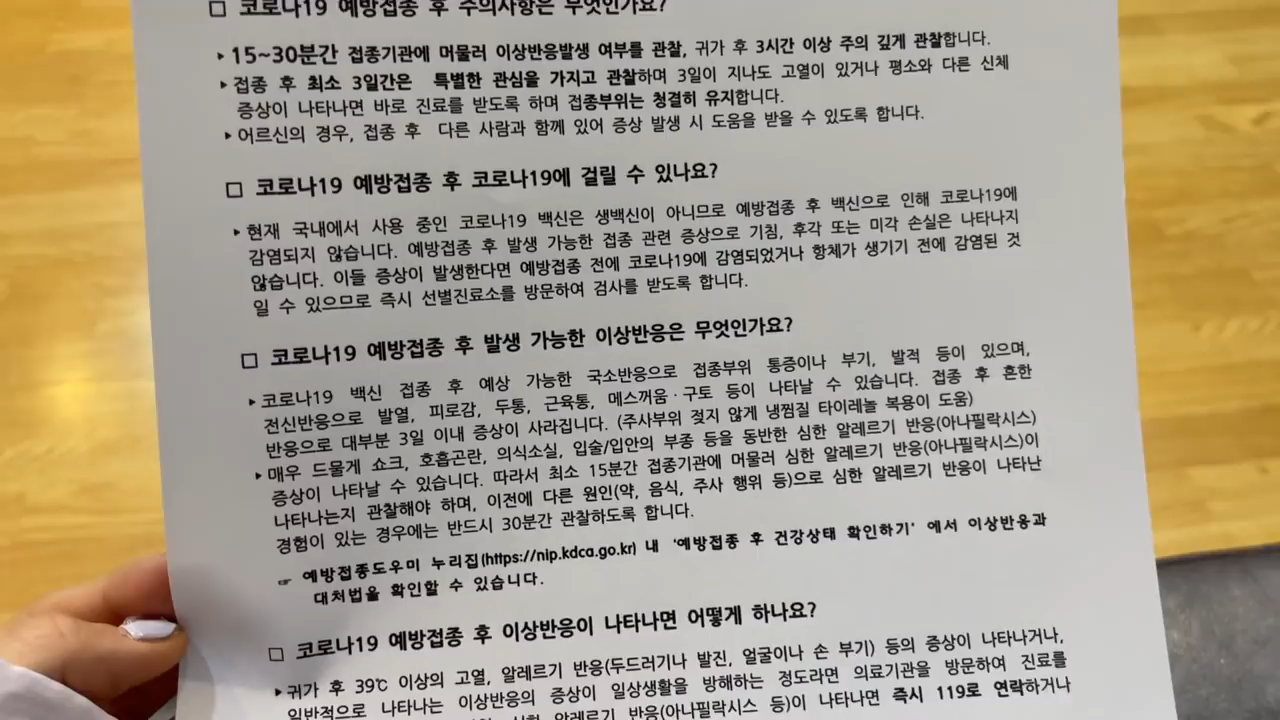 □ 코로나19 예방접종 후 주의사항은 무엇인가요?
▸ 15~30분간 접종기관에 머물러 이상반응발생 여부를 관찰, 귀가 후 3시간 이상 주의 깊게 관찰합니다.
▸ 접종 후 최소 3일간은 특별한 관심을 가지고 관찰하며 3일이 지나도 고열이 있거나 평소와 다른 신체
증상이 나타나면 바로 진료를 받도록 하며 접종부위는 청결히 유지합니다.
▸ 어르신의 경우, 접종 후 다른 사람과 함께 있어 증상 발생 시 도움을 받을 수 있도록 합니다.
□ 코로나19 예방접종 후 코로나19에 걸릴 수 있나요?
▸ 현재 국내에서 사용 중인 코로나19 백신은 생백신이 아니므로 예방접종 후 백신으로 인해 코로나19에
감염되지 않습니다. 예방접종 후 발생 가능한 접종 관련 증상으로 기침, 후각 또는 미각 손실은 나타나지
않습니다. 이들 증상이 발생한다면 예방접종 전에 코로나19에 감염되었거나 항체가 생기기 전에 감염된 것
일 수 있으므로 즉시 선별진료소를 방문하여 검사를 받도록 합니다.
□ 코로나19 예방접종 후 발생 가능한 이상반응은 무엇인가요?
▸ 코로나19 백신 접종 후 예상 가능한 국소반응으로 접종부위 통증이나 부기, 발적 등이 있으며,
전신반응으로 발열, 피로감, 두통, 근육통, 메스꺼움·구토 등이 나타날 수 있습니다. 접종 후 흔한
반응으로 대부분 3일 이내 증상이 사라집니다. (주사부위 젖지 않게 냉찜질 타이레놀 복용이 도움)
▸ 매우 드물게 쇼크, 호흡곤란, 의식소실, 입술/입안의 부종 등을 동반한 심한 알레르기 반응(아나필락시스)
증상이 나타날 수 있습니다. 따라서 최소 15분간 접종기관에 머물러 심한 알레르기 반응(아나필락시스)이
나타나는지 관찰해야 하며, 이전에 다른 원인(약, 음식, 주사 행위 등)으로 심한 알레르기 반응이 나타난
경험이 있는 경우에는 반드시 30분간 관찰하도록 합니다.
☞ 예방접종도우미 누리집(https://nip.kdca.go.kr) 내 '예방접종 후 건강상태 확인하기' 에서 이상반응과
대처법을 확인할 수 있습니다.
□ 코로나19 예방접종 후 이상반응이 나타나면 어떻게 하나요?
▸ 귀가 후 39℃ 이상의 고열, 알레르기 반응(두드러기나 발진, 얼굴이나 손 부기) 등의 증상이 나타나거나,
일반적으로 나타나는 이상반응의 증상이 일상생활을 방해하는 정도라면 의료기관을 방문하여 진료를
알레르기 반응(아나필락시스 등)이 나타나면 즉시 119로 연락하거나